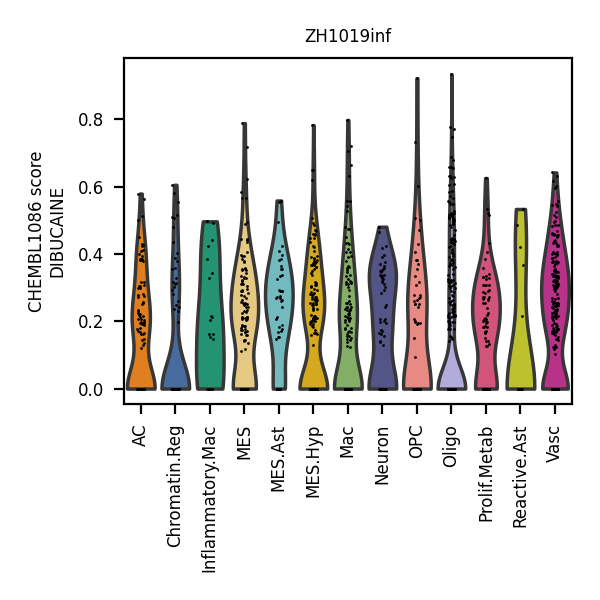 ZH1019inf
CHEMBL1086 score
DIBUCAINE
0.8
0.6
0.4
0.2
0.0
AC
Chromatin.Reg
Inflammatory.Mac
MES
MES.Ast
MES.Hyp
Mac
Neuron
OPC
Oligo
Prolif.Metab
Reactive.Ast
Vasc